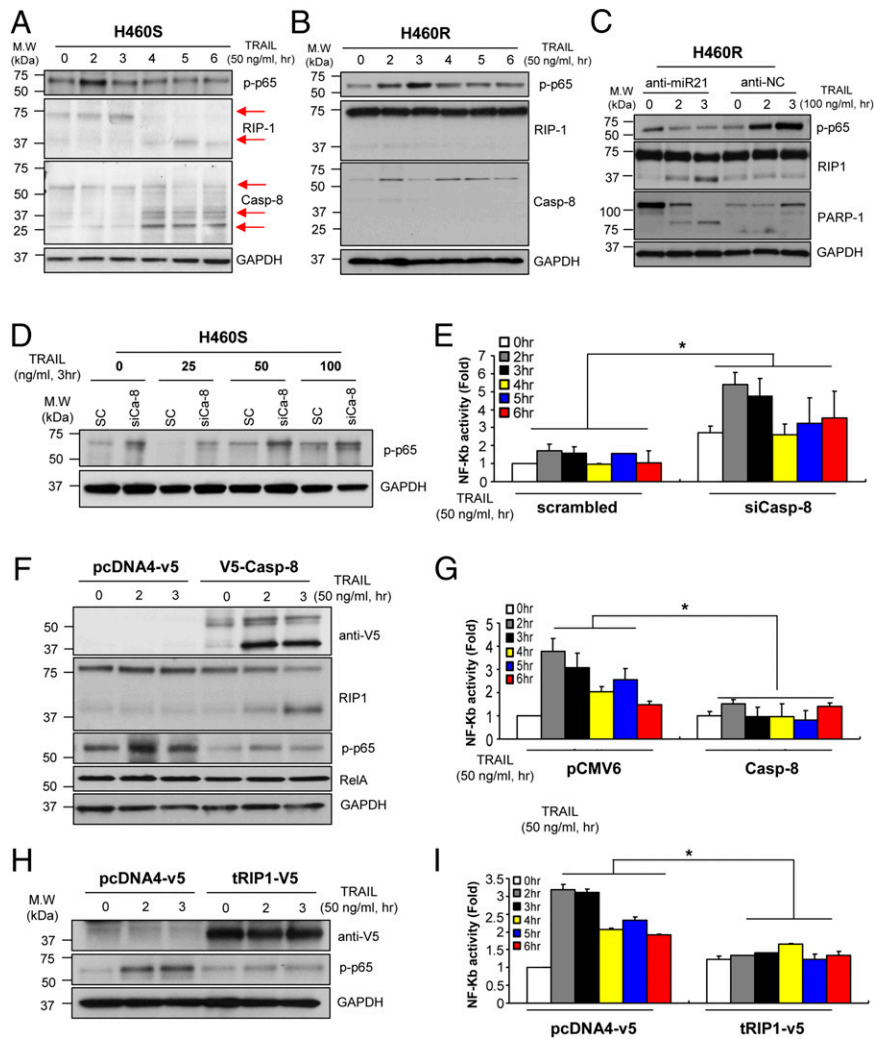 A
H460S
M.W
(kDa)
0 2 3 4 5 6
TRAIL
(50 ng/ml, hr)
75
50
p-p65
100
75
RIP-1
37
75
50
Casp-8
37
25
37
GAPDH
B
H460R
M.W
(kDa)
0 2 3 4 5 6
TRAIL
(50 ng/ml, hr)
75
50
p-p65
75
RIP-1
50
37
75
50
Casp-8
37
25
37
GAPDH
C
H460R
anti-miR21 anti-NC
M.W
(kDa)
0 2 3 0 2 3
TRAIL
(100 ng/ml, hr)
75
50
p-p65
75
50
RIP1
37
100
PARP-1
75
37
GAPDH
D
H460S
TRAIL
(ng/ml, 3hr)
0 25 50 100
M.W
(kDa)
SC siCa-8 SC siCa-8 SC siCa-8 SC siCa-8
75
50
p-p65
37
GAPDH
E
NF-Kb activity (Fold)
7
6
5
4
3
2
1
0
0hr
2hr
3hr
4hr
5hr
6hr
*
TRAIL
(50 ng/ml, hr)
scrambled siCasp-8
F
pcDNA4-v5 V5-Casp-8
TRAIL
0 2 3 0 2 3 (50 ng/ml, hr)
50
37
anti-V5
75
RIP1
50
37
75
50
p-p65
RelA
37
GAPDH
G
NF-Kb activity (Fold)
5
4
3
2
1
0
0hr
2hr
3hr
4hr
5hr
6hr
*
TRAIL
(50 ng/ml, hr)
pCMV6 Casp-8
TRAIL
(50 ng/ml, hr)
H
pcDNA4-v5 tRIP1-V5
M.W
(kDa)
0 2 3 0 2 3
TRAIL
(50 ng/ml, hr)
37
anti-V5
75
50
p-p65
37
GAPDH
I
NF-Kb activity (Fold)
3.5
3
2.5
2
1.5
1
0.5
0
0hr
2hr
3hr
4hr
5hr
6hr
*
pcDNA4-v5 tRIP1-v5